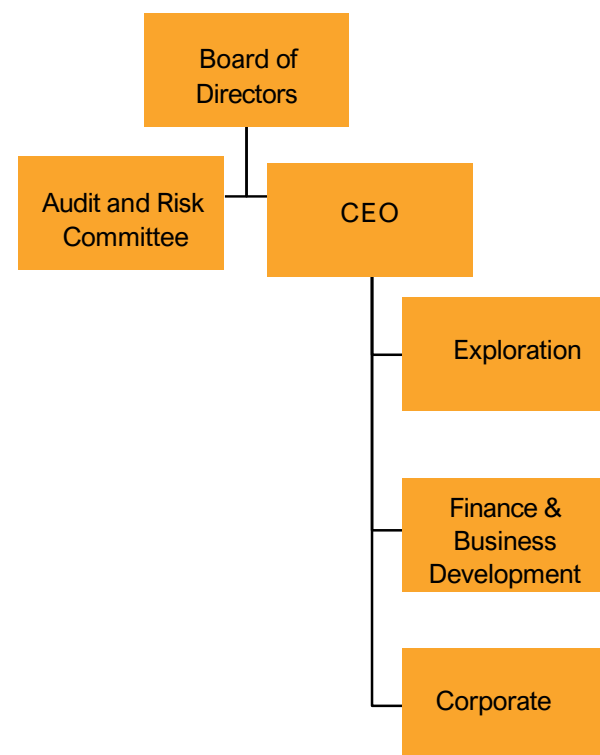 Board of
Directors
Audit and Risk
Committee
CEO
Exploration
Finance &
Business
Development
Corporate